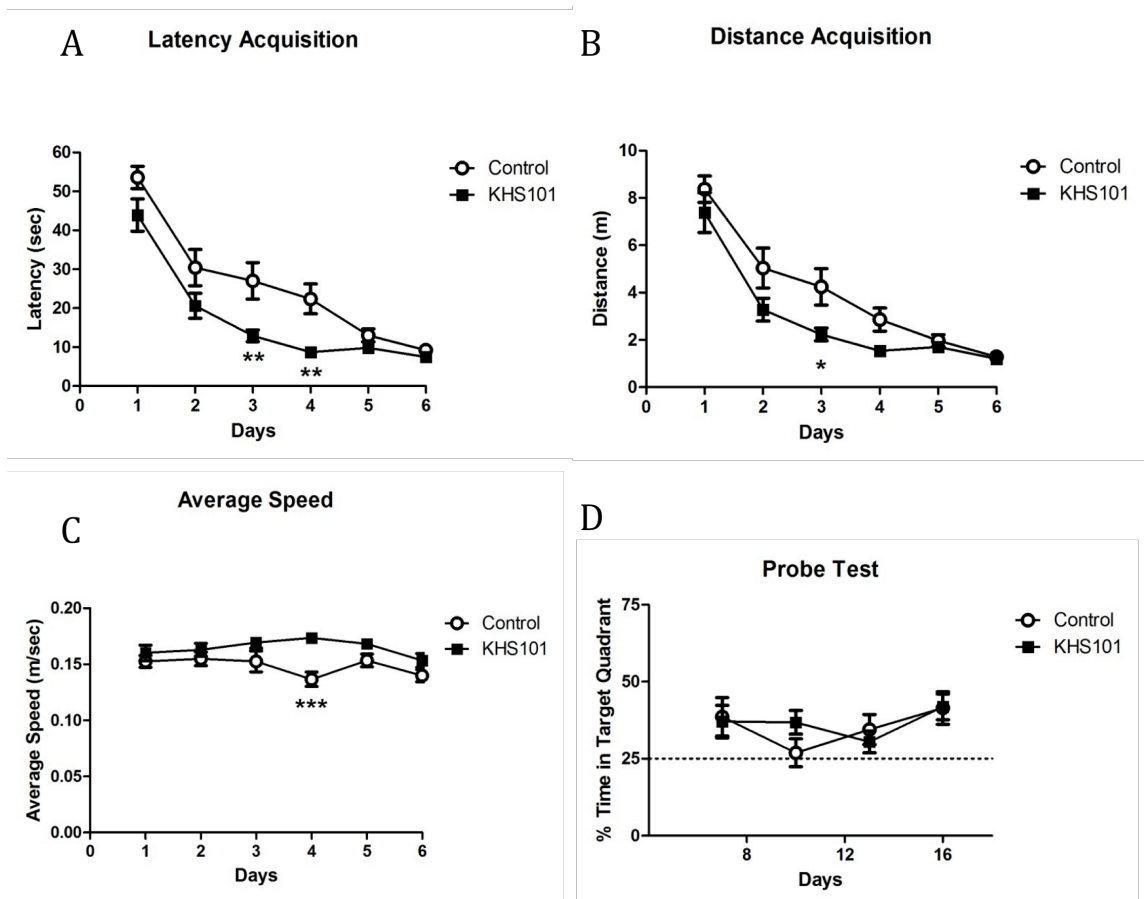 A
Latency Acquisition
60
50
40
30
20
10
0
Latency (sec)
0 1 2 3 4 5 6
Days
Control
KHS101
**
**
B
Distance Acquisition
10
8
6
4
2
0
Distance (m)
0 1 2 3 4 5 6
Days
Control
KHS101
*
C
Average Speed
0.20
0.15
0.10
0.05
0.00
Average Speed (m/sec)
0 1 2 3 4 5 6
Days
Control
KHS101
***
D
Probe Test
75
50
25
0
% Time in Target Quadrant
8 12 16
Days
Control
KHS101